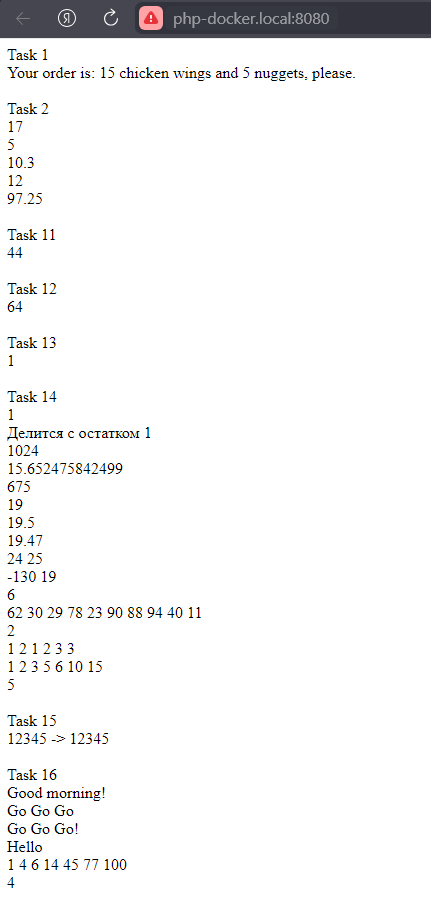 Я php-docker.local:8080
Task 1
Your order is: 15 chicken wings and 5 nuggets, please.
Task 2
17
5
10.3
12
97.25
Task 11
44
Task 12
64
Task 13
1
Task 14
1
Делится с остатком 1
1024
15.652475842499
675
19
19.5
19.47
24 25
-130 19
6
62 30 29 78 23 90 88 94 40 11
2
1 2 1 2 3 3
1 2 3 5 6 10 15
5
Task 15
12345 -> 12345
Task 16
Good morning!
Go Go Go
Go Go Go!
Hello
1 4 6 14 45 77 100
4